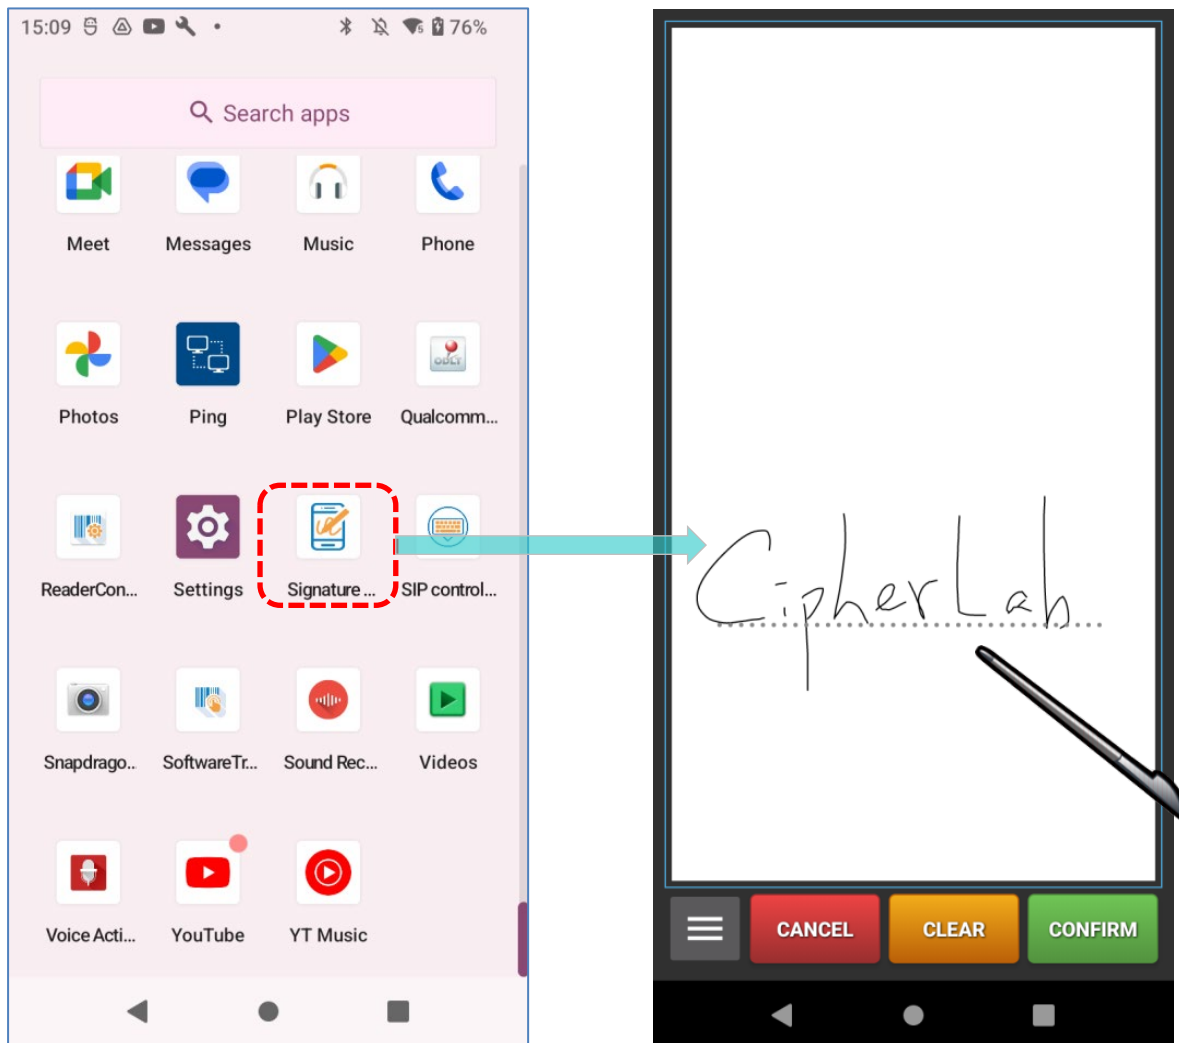 15:09 76%
Search apps
Meet Messages Music Phone
Photos Ping Play Store Qualcomm...
ReaderCon... Settings Signature ... SIP control...
Snapdrago.. SoftwareTr... Sound Rec... Videos
Voice Acti... YouTube YT Music
CipherLab
CANCEL CLEAR CONFIRM